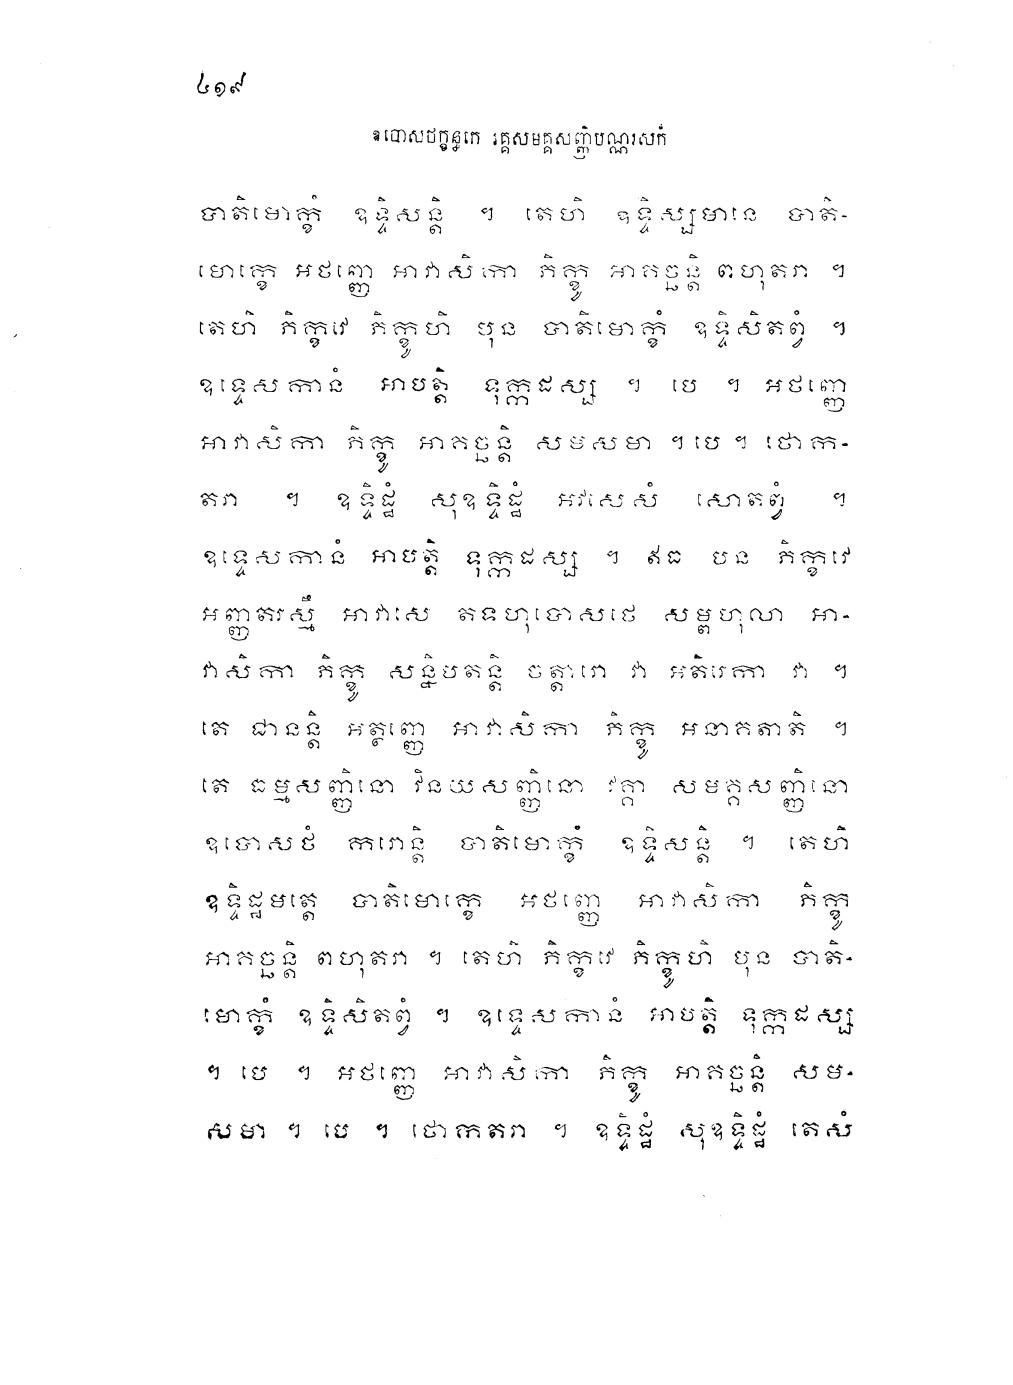 ៤១៩
ឧបោសថក្ខន្ធកេ វគ្គសមគ្គសញ្ញិបណ្ណរសកំ
បាតិមោក្ខំ ឧទ្ទិសន្តិ ។ តេហិ ឧទ្ទិស្សមានេ បាតិ-
មោក្ខេ អថញ្ញេ អាវាសិកា ភិក្ខូ អាគច្ឆន្តិ ពហុតរា ។
តេហិ ភិក្ខវេ ភិក្ខូហិ បុន បាតិមោក្ខំ ឧទ្ទិសិតព្វំ ។
ឧទ្ទេសកានំ អាបត្តិ ទុក្កដស្ស ។ បេ ។ អថញ្ញេ
អាវាសិកា ភិក្ខូ អាគច្ឆន្តិ សមសមា ។ បេ ។ ថោក-
តរា ។ ឧទ្ទិដ្ឋំ សុឧទ្ទិដ្ឋំ អវសេសំ សោតព្វំ ។
ឧទ្ទេសកានំ អាបត្តិ ទុក្កដស្ស ។ ឥធ បន ភិក្ខវេ
អញ្ញតរស្មឹ អាវាសេ តទហុបោសថេ សម្ពហុលា អា-
វាសិកា ភិក្ខូ សន្និបតន្តិ ចត្តារោ វា អតិរេកា វា ។
តេ ជានន្តិ អត្ថញ្ញេ អាវាសិកា ភិក្ខូ អនាគតាតិ ។
តេ ធម្មសញ្ញិនោ វិនយសញ្ញិនោ វគ្គា សមគ្គសញ្ញិនោ
ឧបោសថំ ករោន្តិ បាតិមោក្ខំ ឧទ្ទិសន្តិ ។ តេហិ
ឧទ្ទិដ្ឋមត្តេ បាតិមោក្ខេ អថញ្ញេ អាវាសិកា ភិក្ខូ
អាគច្ឆន្តិ ពហុតរា ។ តេហិ ភិក្ខវេ ភិក្ខូហិ បុន បាតិ-
មោក្ខំ ឧទ្ទិសិតព្វំ ។ ឧទ្ទេសកានំ អាបត្តិ ទុក្កដស្ស
។ បេ ។ អថញ្ញេ អាវាសិកា ភិក្ខូ អាគច្ឆន្តិ សម-
សមា ។ បេ ។ ថោកតរា ។ ឧទ្ទិដ្ឋំ សុឧទ្ទិដ្ឋំ តេសំ